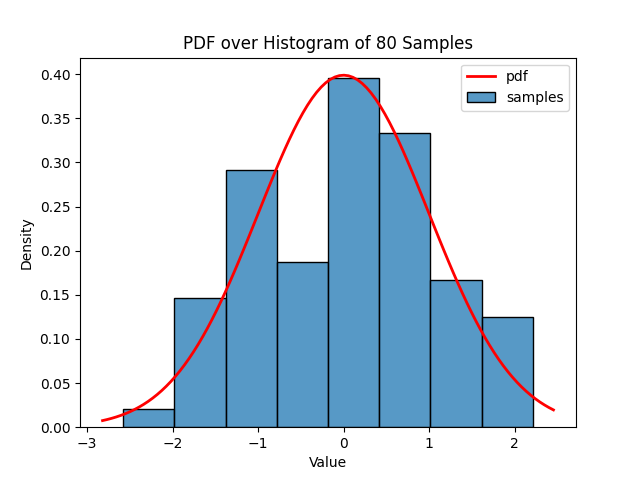 PDF over Histogram of 80 Samples
pdf
samples
0.40
0.35
0.30
0.25
0.20
0.15
0.10
0.05
0.00
Density
−3 −2 −1 0 1 2
Value